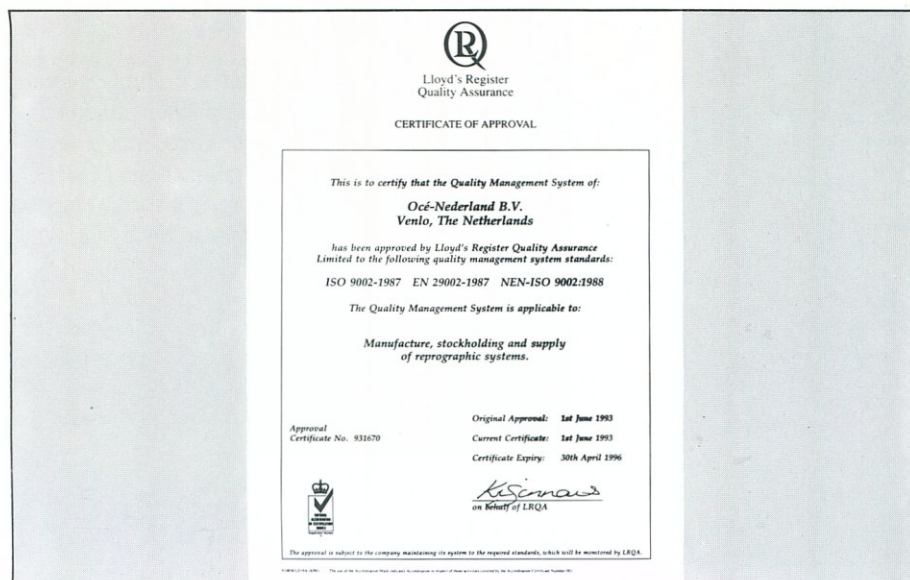 RQ
Lloyd's Register
Quality Assurance
CERTIFICATE OF APPROVAL
This is to certify that the Quality Management System of:
Océ-Nederland B.V.
Venlo, The Netherlands
has been approved by Lloyd's Register Quality Assurance
Limited to the following quality management system standards:
ISO 9002-1987 EN 29002-1987 NEN-ISO 9002:1988
The Quality Management System is applicable to:
Manufacture, stockholding and supply
of reprographic systems.
Original Approval: 1st June 1993
Approval
Certificate No. 931670
Current Certificate: 1st June 1993
Certificate Expiry: 30th April 1996
on behalf of LRQA
The approval is subject to the company maintaining its system to the required standards, which will be monitored by LRQA.